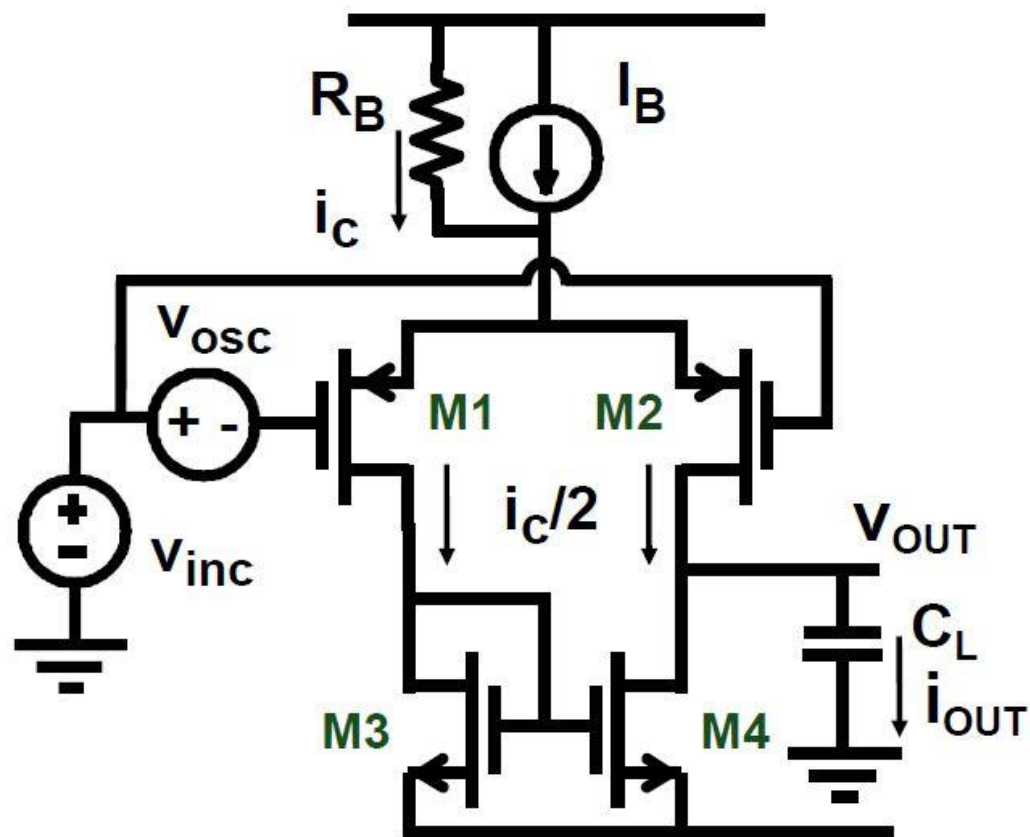 R_B
I_B
i_c
v_osc
+ -
M1
M2
+
-
v_inc
i_c/2
v_OUT
C_L
i_OUT
M3
M4